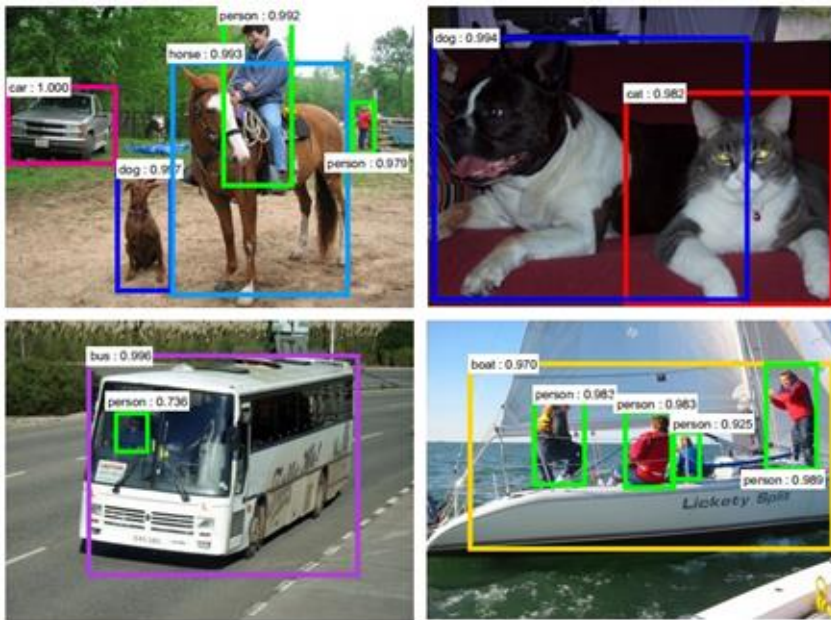 person : 0.992
horse : 0.993
car : 1.000
person : 0.979
dog : 0.997
dog : 0.994
cat : 0.982
bus : 0.996
person : 0.736
boat : 0.970
person : 0.983
person : 0.925
person : 0.989
Lickety Split